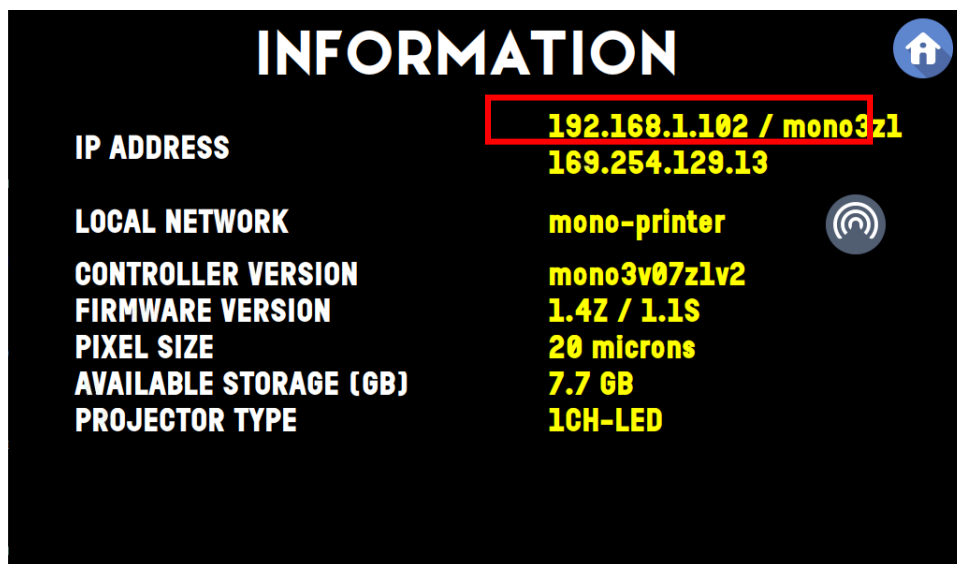 INFORMATION
IP ADDRESS
192.168.1.102 / mono3z1
169.254.129.13
LOCAL NETWORK mono-printer
CONTROLLER VERSION mono3v07z1v2
FIRMWARE VERSION 1.4Z / 1.1S
PIXEL SIZE 20 microns
AVAILABLE STORAGE (GB) 7.7 GB
PROJECTOR TYPE 1CH-LED